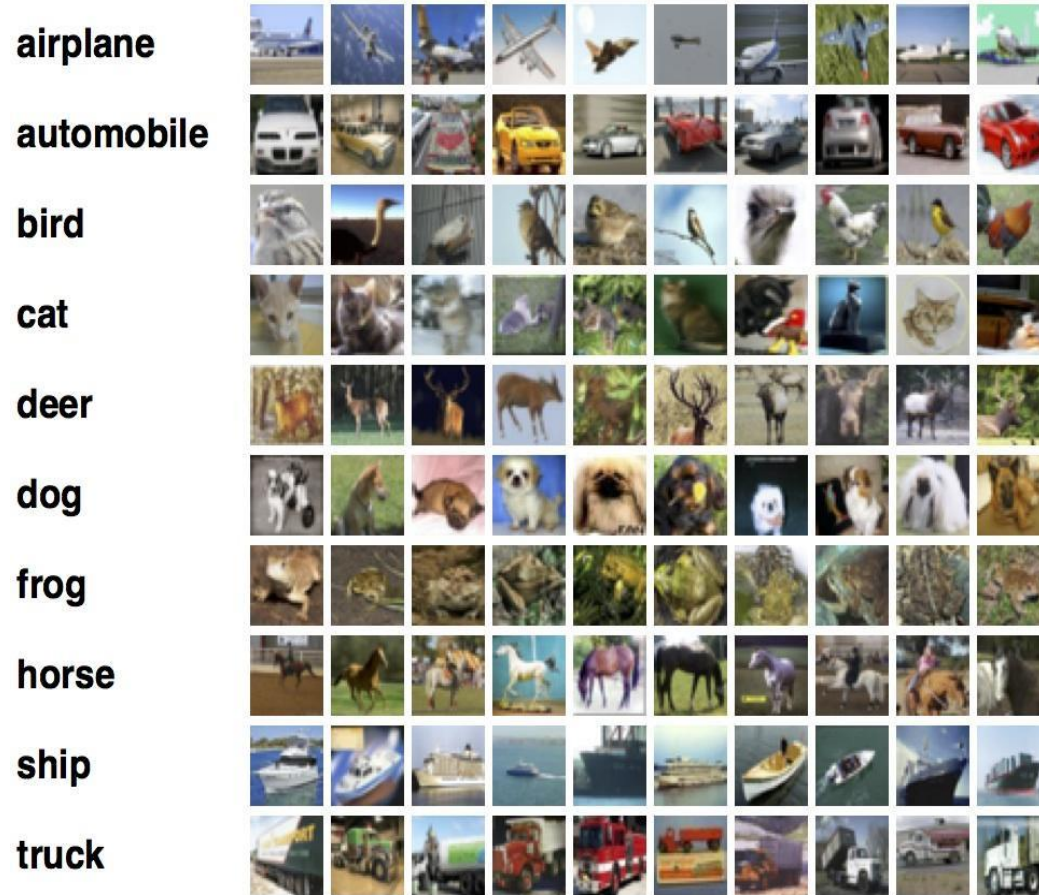 airplane
automobile
bird
cat
deer
dog
frog
horse
ship
truck